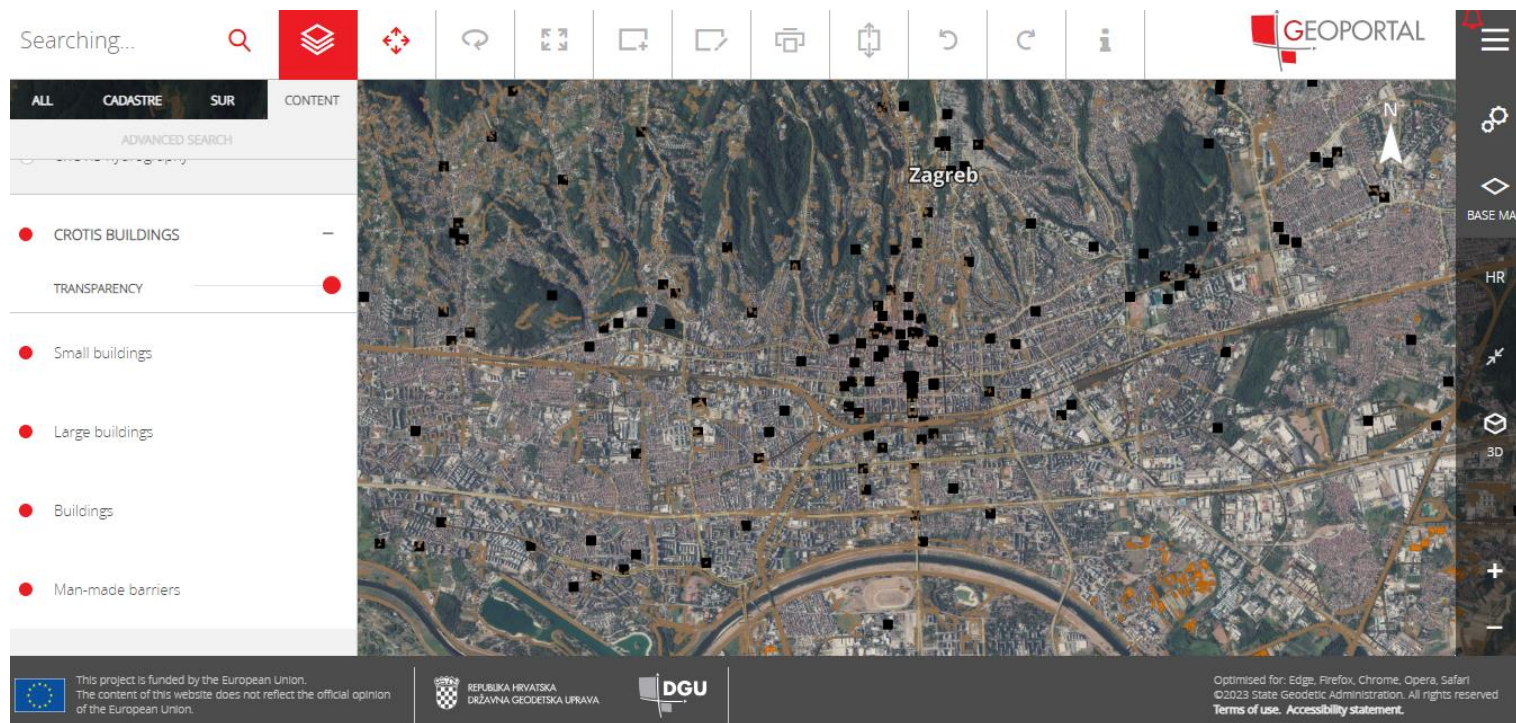 Searching...
GEOPORTAL
ALL CADASTRE SUR CONTENT
ADVANCED SEARCH
CROTIS BUILDINGS
TRANSPARENCY
Small buildings
Large buildings
Buildings
Man-made barriers
N
Zagreb
BASE MA
HR
3D
This project is funded by the European Union.
The content of this website does not reflect the official opinion
of the European Union.
REPUBLIKA HRVATSKA
DRŽAVNA GEODETSKA UPRAVA
DGU
Optimised for: Edge, Firefox, Chrome, Opera, Safari
©2023 State Geodetic Administration. All rights reserved
Terms of use. Accessibility statement.